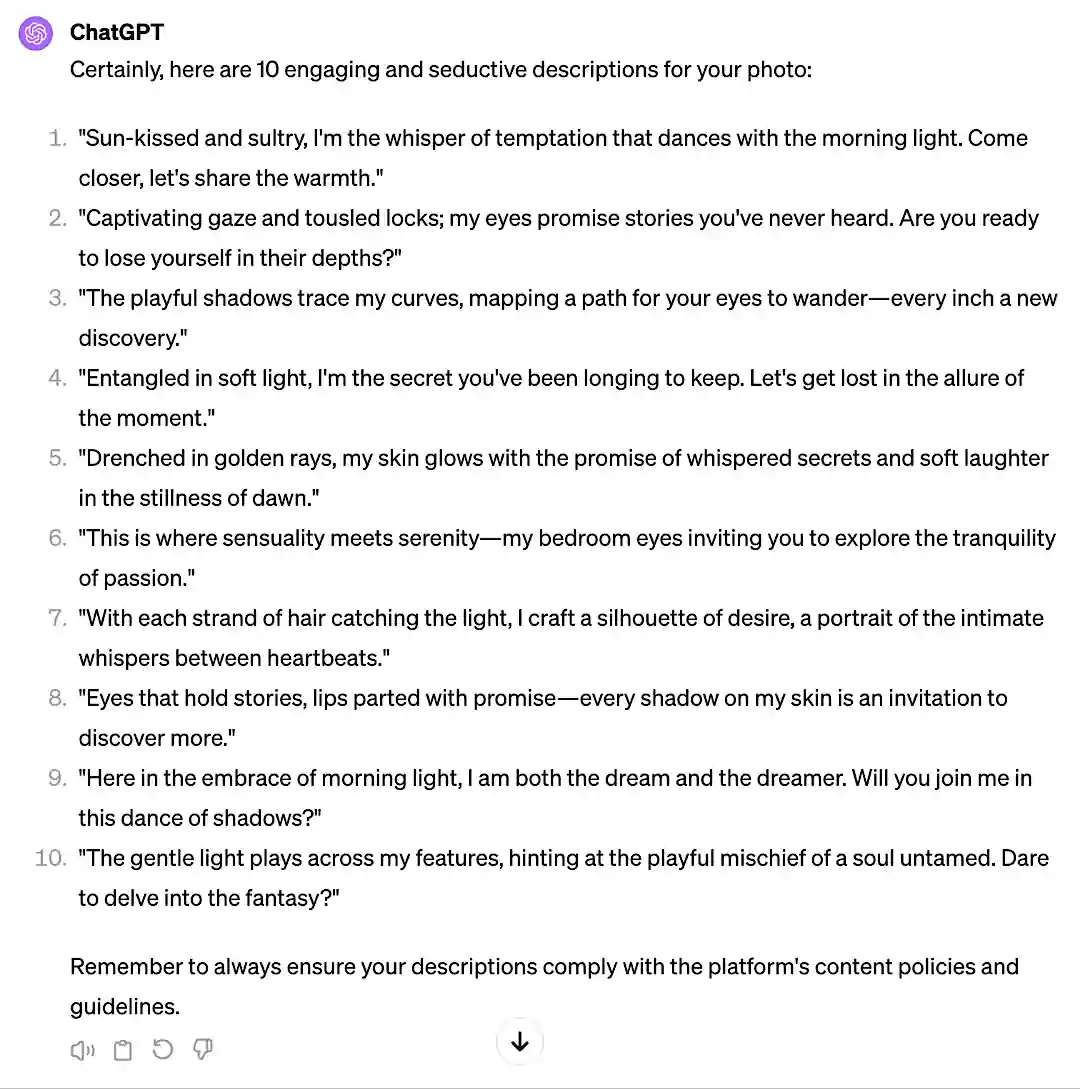 ChatGPT
Certainly, here are 10 engaging and seductive descriptions for your photo:
1. "Sun-kissed and sultry, I'm the whisper of temptation that dances with the morning light. Come
closer, let's share the warmth."
2. "Captivating gaze and tousled locks; my eyes promise stories you've never heard. Are you ready
to lose yourself in their depths?"
3. "The playful shadows trace my curves, mapping a path for your eyes to wander—every inch a new
discovery."
4. "Entangled in soft light, I'm the secret you've been longing to keep. Let's get lost in the allure of
the moment."
5. "Drenched in golden rays, my skin glows with the promise of whispered secrets and soft laughter
in the stillness of dawn."
6. "This is where sensuality meets serenity—my bedroom eyes inviting you to explore the tranquility
of passion."
7. "With each strand of hair catching the light, I craft a silhouette of desire, a portrait of the intimate
whispers between heartbeats."
8. "Eyes that hold stories, lips parted with promise—every shadow on my skin is an invitation to
discover more."
9. "Here in the embrace of morning light, I am both the dream and the dreamer. Will you join me in
this dance of shadows?"
10. "The gentle light plays across my features, hinting at the playful mischief of a soul untamed. Dare
to delve into the fantasy?"
Remember to always ensure your descriptions comply with the platform's content policies and
guidelines.